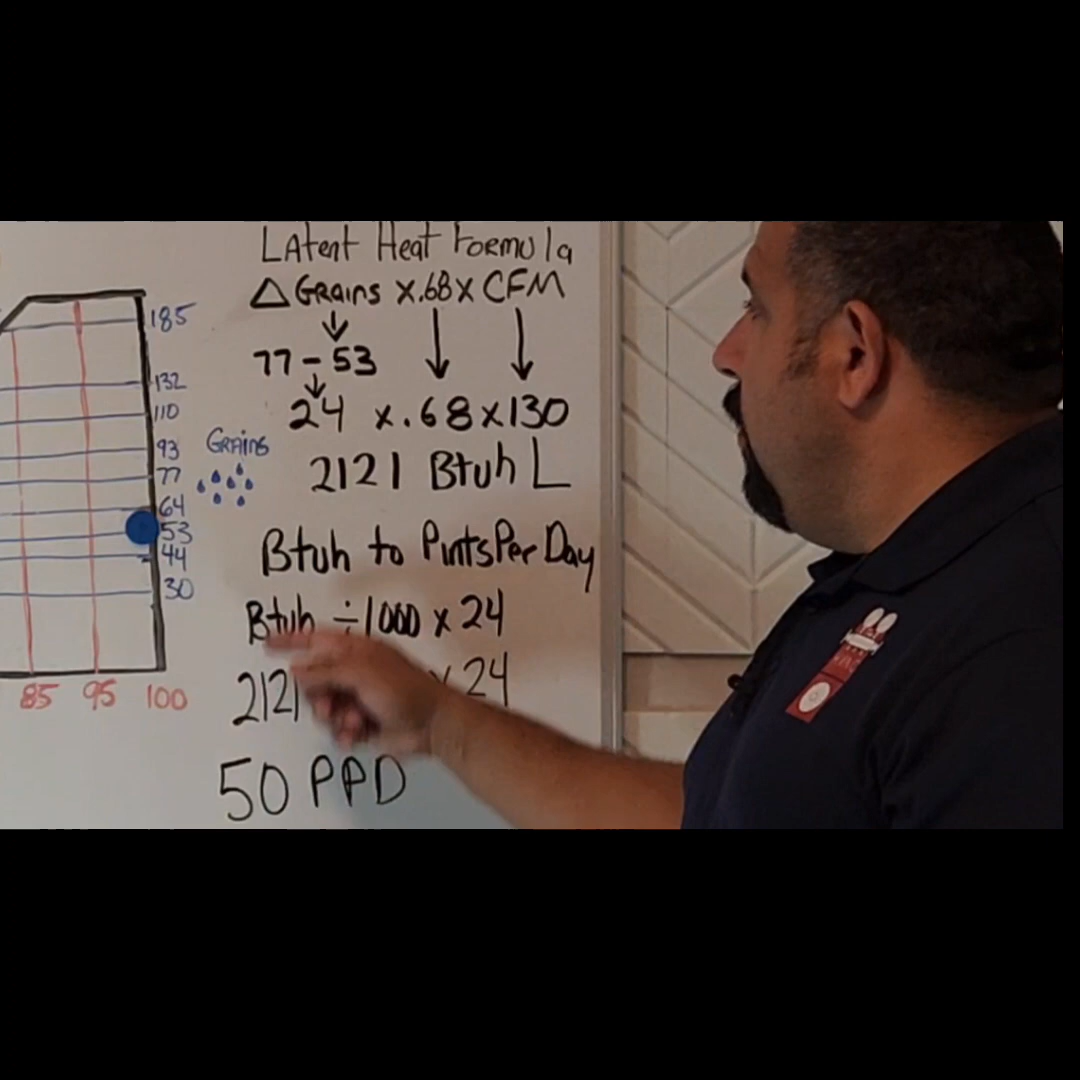 LAtent Heat Formula
△ Grains x .68 x CFM
77 - 53
24 x .68 x 130
2121 Btuh L
Btuh to Pints Per Day
Btuh ÷ 1000 x 24
2121 x 24
50 PPD
GRAINS
185
132
110
93
77
64
53
44
30
85 95 100